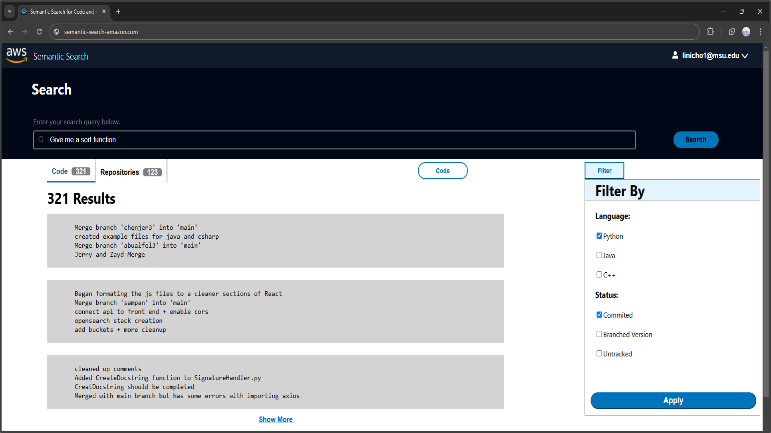 Semantic Search for Code and
semantic-search-amazon.com
aws
Semantic Search
linicho1@msu.edu
Search
Enter your search query below.
Give me a sort function
Search
Code 321
Repositories 123
Code
321 Results
Merge branch 'chenjer3' into 'main'
created example files for java and csharp
Merge branch 'abualfel3' into 'main'
Jerry and Zayd Merge
Began formating the js files to a cleaner sections of React
Merge branch 'sampan' into 'main'
connect api to front end + enable cors
opensearch stack creation
add buckets + more cleanup
cleaned up comments
Added CreateDocstring function to SignatureHandler.py
CreatDocstring should be completed
Merged with main branch but has some errors with importing axios
Show More
Filter
Filter By
Language:
Python
Java
C++
Status:
Commited
Branched Version
Untracked
Apply